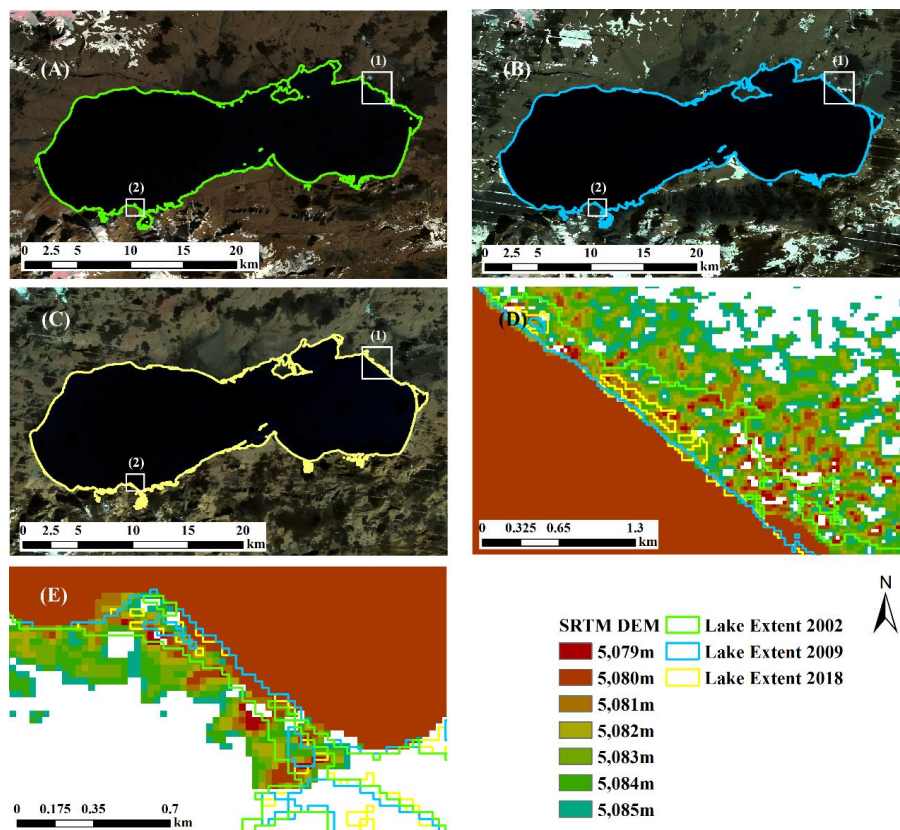 (A)
(1)
(2)
0 2.5 5 10 15 20
km
(B)
(1)
(2)
0 2.5 5 10 15 20
km
(C)
(1)
(2)
0 2.5 5 10 15 20
km
(D)
0 0.325 0.65 1.3
km
(E)
0 0.175 0.35 0.7
km
N
SRTM DEM
Lake Extent 2002
5,079m
Lake Extent 2009
5,080m
Lake Extent 2018
5,081m
5,082m
5,083m
5,084m
5,085m